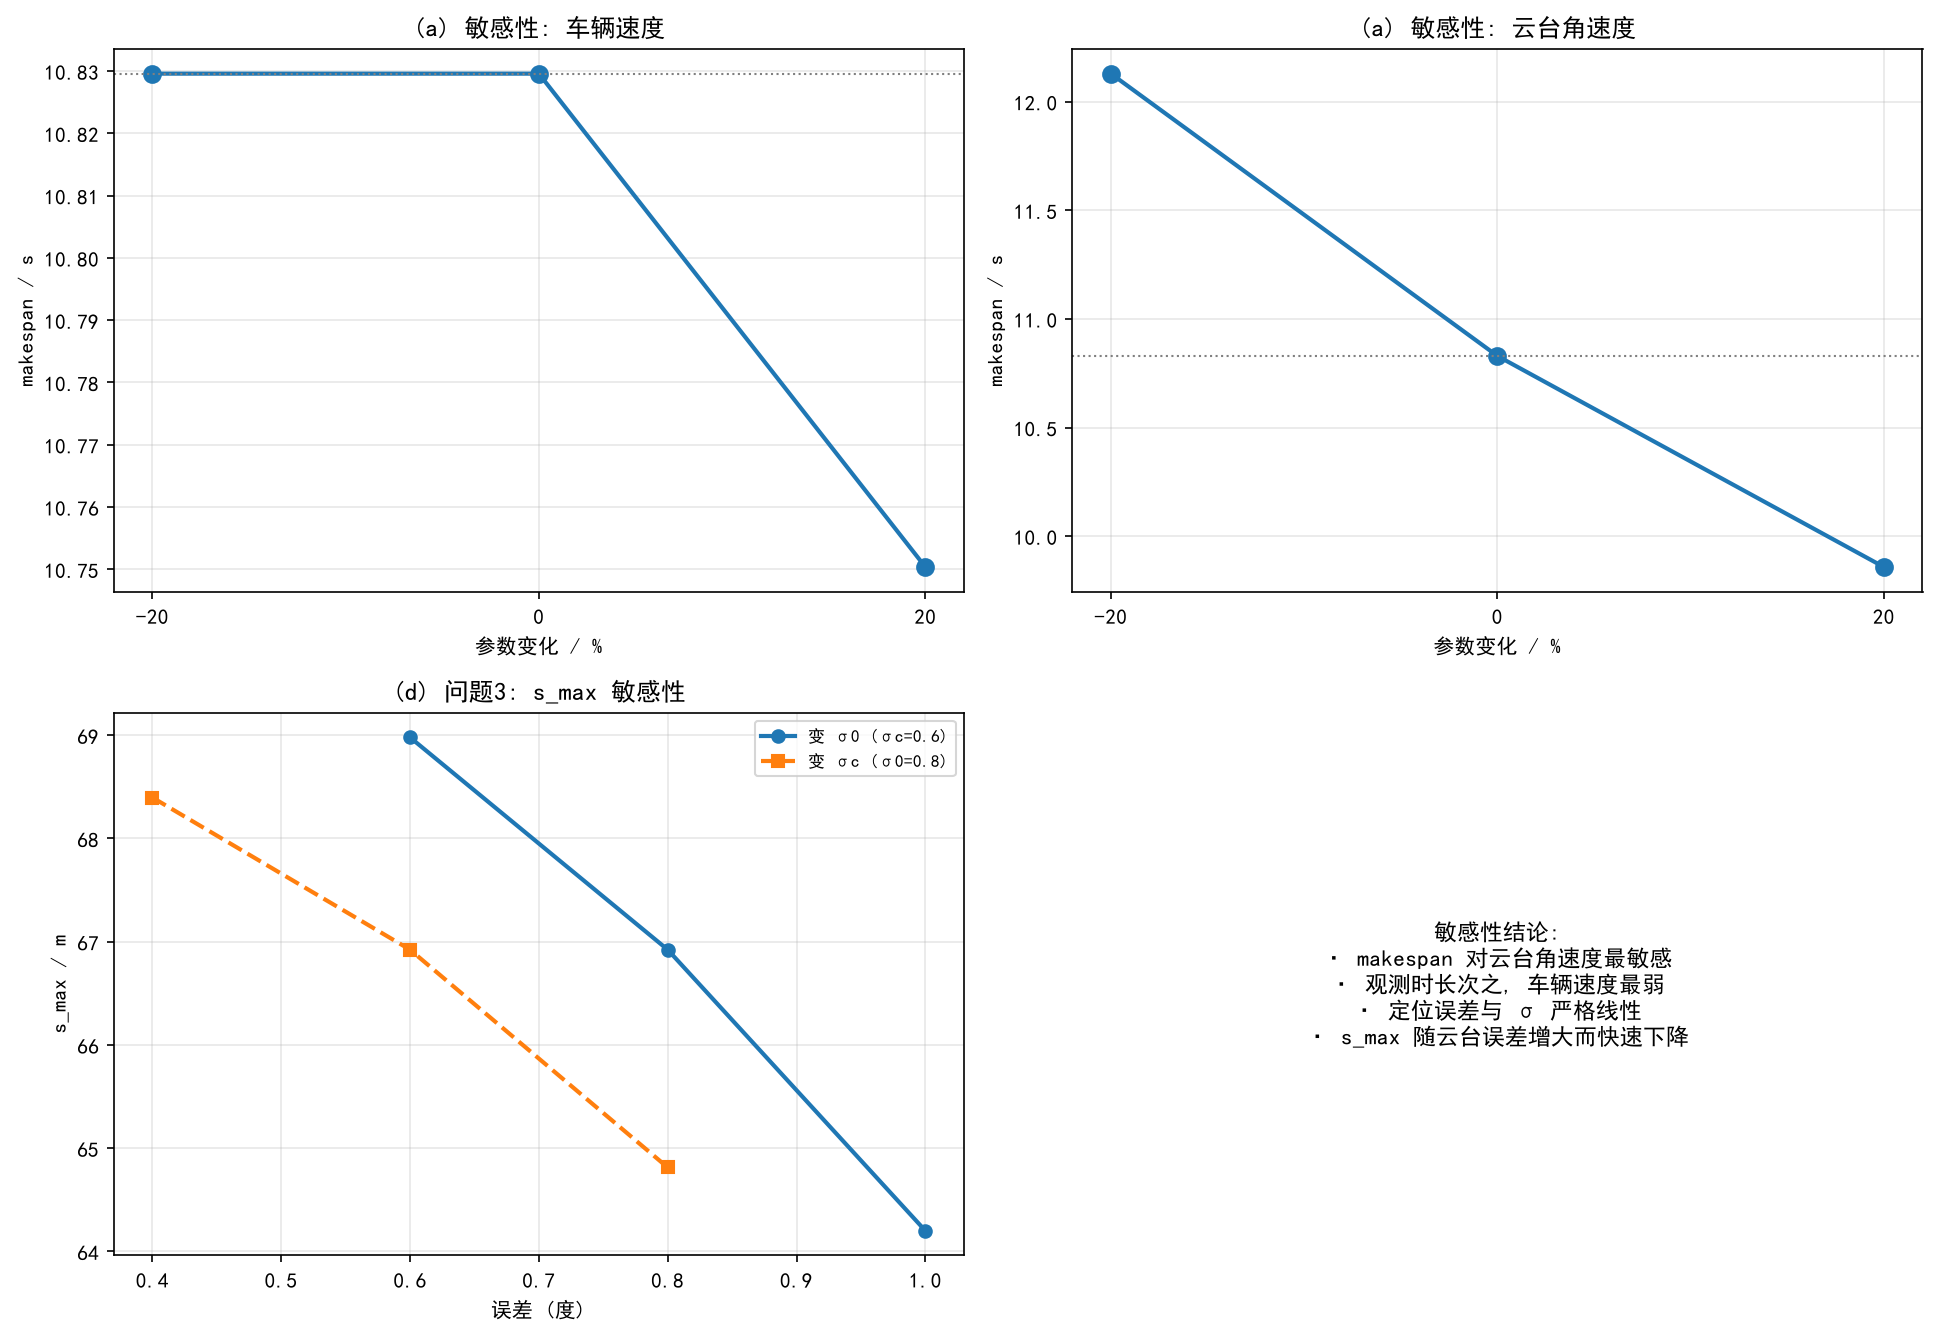 (a) 敏感性: 车辆速度
10.83
10.82
10.81
10.80
10.79
10.78
10.77
10.76
10.75
makespan / s
-20
0
20
参数变化 / %
(a) 敏感性: 云台角速度
12.0
11.5
11.0
10.5
10.0
makespan / s
-20
0
20
参数变化 / %
(d) 问题3: s_max 敏感性
变 σ0 (σc=0.6)
变 σc (σ0=0.8)
69
68
67
66
65
64
s_max / m
0.4
0.5
0.6
0.7
0.8
0.9
1.0
误差 (度)
敏感性结论:
· makespan 对云台角速度最敏感
· 观测时长次之, 车辆速度最弱
· 定位误差与 σ 严格线性
· s_max 随云台误差增大而快速下降